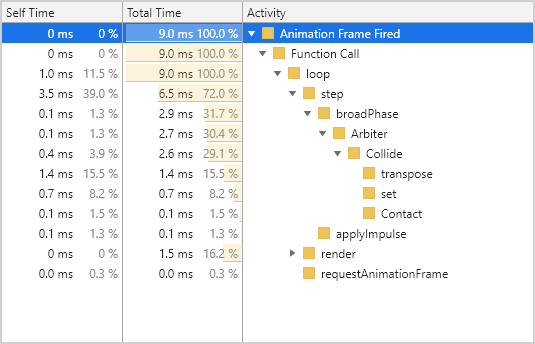 Self Time Total Time Activity
0 ms 0 % 9.0 ms 100.0 % Animation Frame Fired
0 ms 0 % 9.0 ms 100.0 % Function Call
1.0 ms 11.5 % 9.0 ms 100.0 % loop
3.5 ms 39.0 % 6.5 ms 72.0 % step
0.1 ms 1.3 % 2.9 ms 31.7 % broadPhase
0.1 ms 1.3 % 2.7 ms 30.4 % Arbiter
0.4 ms 3.9 % 2.6 ms 29.1 % Collide
1.4 ms 15.5 % 1.4 ms 15.5 % transpose
0.7 ms 8.2 % 0.7 ms 8.2 % set
0.1 ms 1.5 % 0.1 ms 1.5 % Contact
0.1 ms 1.3 % 0.1 ms 1.3 % applyImpulse
0 ms 0 % 1.5 ms 16.2 % render
0.0 ms 0.3 % 0.0 ms 0.3 % requestAnimationFrame